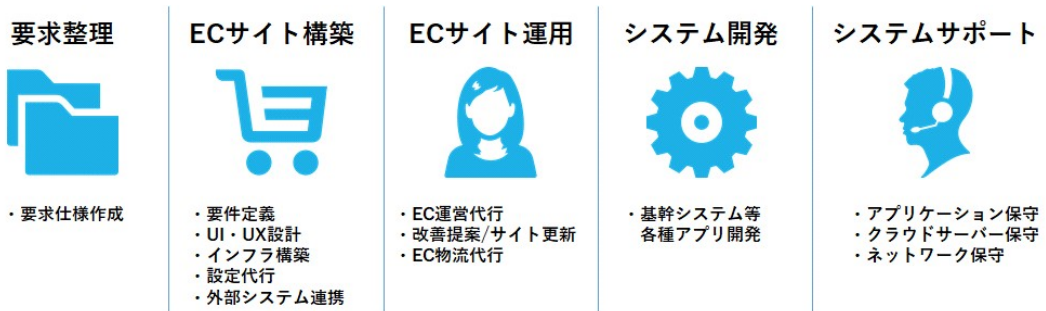 要求整理
・要求仕様作成
ECサイト構築
・要件定義
・UI・UX設計
・インフラ構築
・設定代行
・外部システム連携
ECサイト運用
・EC運営代行
・改善提案/サイト更新
・EC物流代行
システム開発
・基幹システム等
各種アプリ開発
システムサポート
・アプリケーション保守
・クラウドサーバー保守
・ネットワーク保守